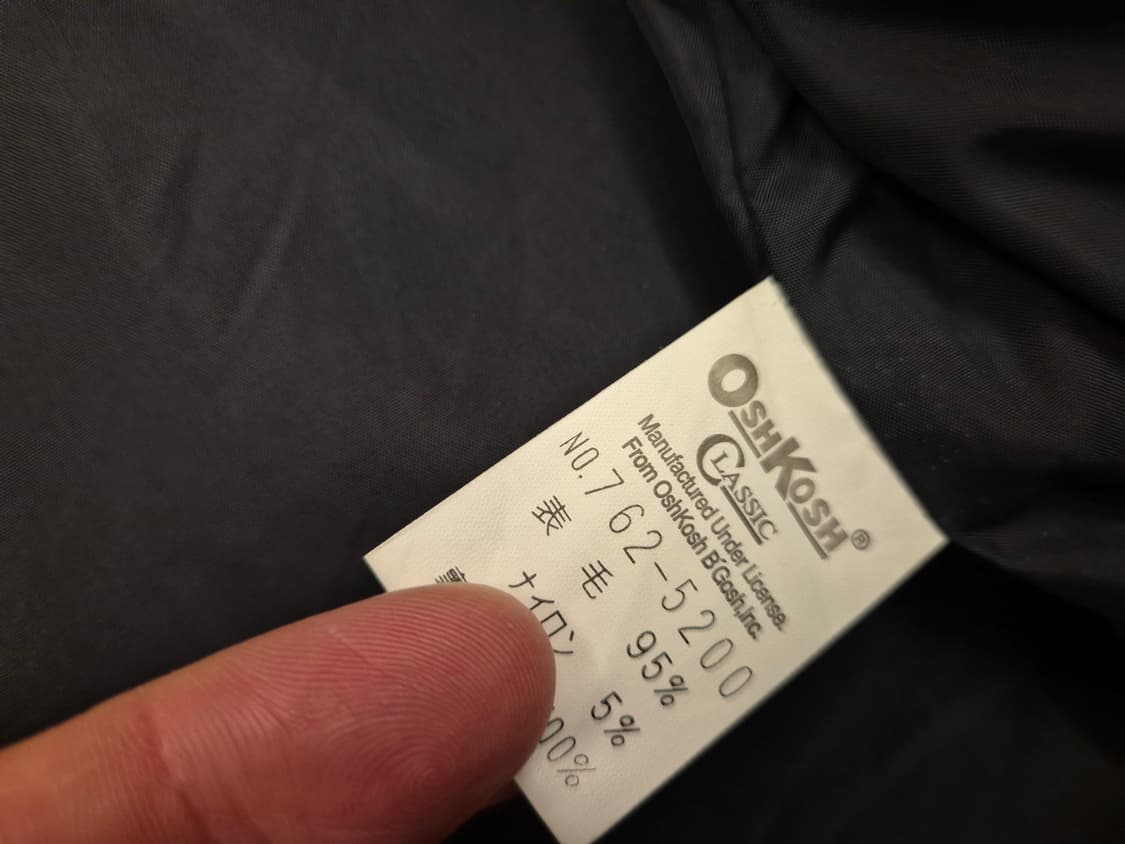 OSHKOSH®
CLASSIC
Manufactured Under License.
From OshKosh B'Gosh,Inc.
NO.762-5200
表 毛 95%
ナイロン 5%
00%